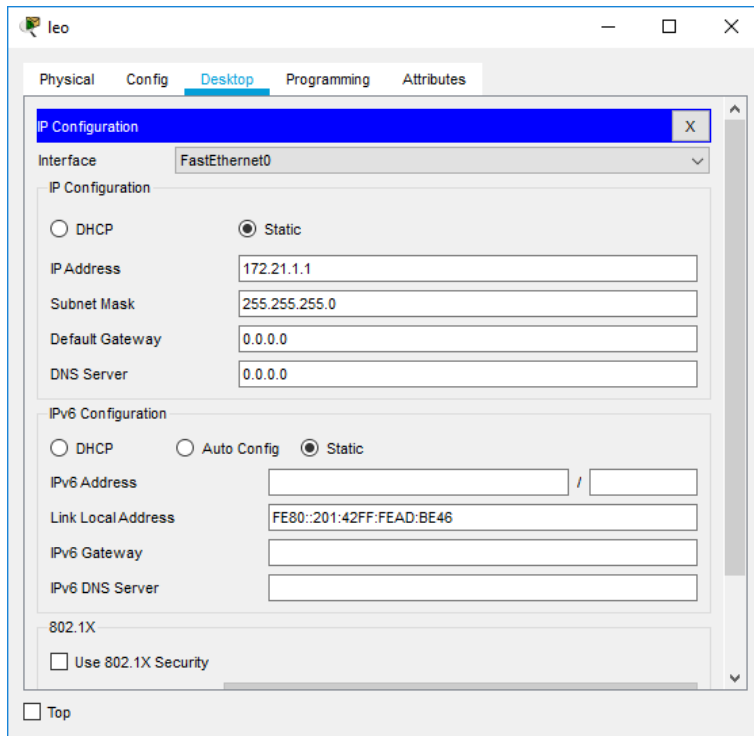 leo
Physical Config Desktop Programming Attributes
IP Configuration X
Interface FastEthernet0
IP Configuration
DHCP Static
IP Address 172.21.1.1
Subnet Mask 255.255.255.0
Default Gateway 0.0.0.0
DNS Server 0.0.0.0
IPv6 Configuration
DHCP Auto Config Static
IPv6 Address /
Link Local Address FE80::201:42FF:FEAD:BE46
IPv6 Gateway
IPv6 DNS Server
802.1X
Use 802.1X Security
Top